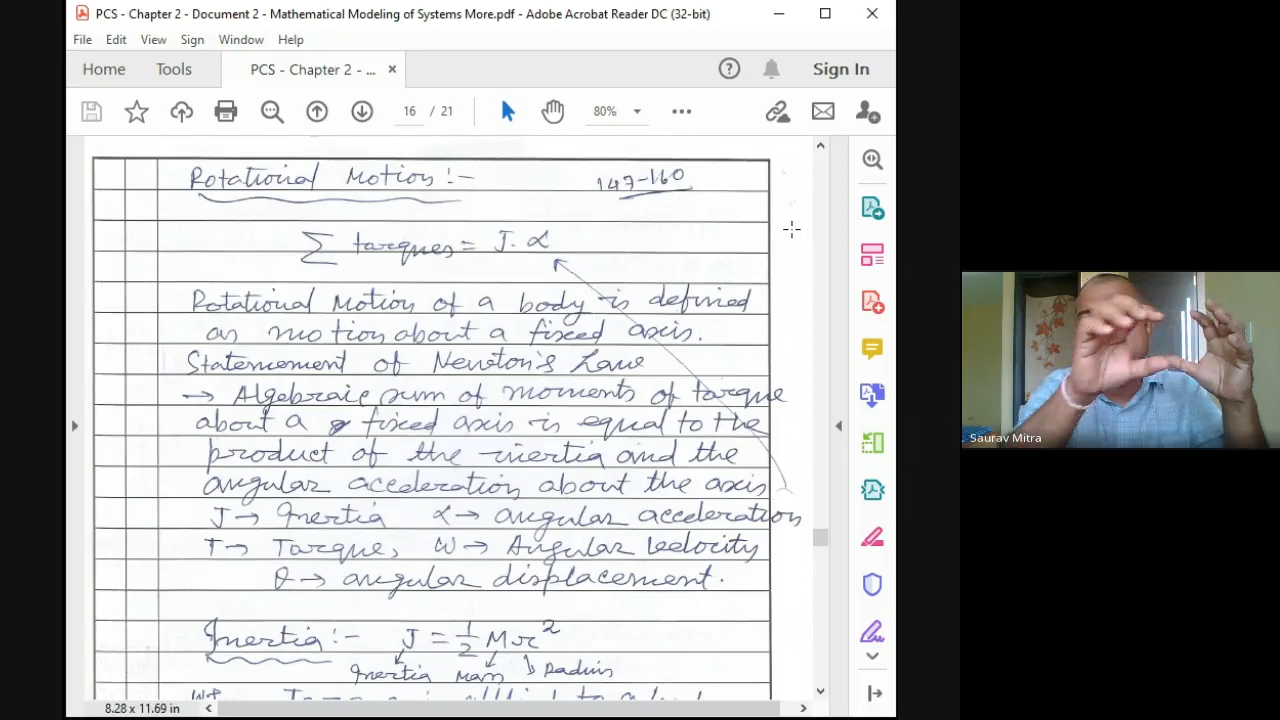 PCS - Chapter 2 - Document 2 - Mathematical Modeling of Systems More.pdf - Adobe Acrobat Reader DC (32-bit)
File Edit View Sign Window Help
Home Tools PCS - Chapter 2 - ... × Sign In
16 / 21 80%
Rotational Motion :- 147-160
∑ tarques = J. α
Rotational Motion of a body is defined
as motion about a fixed axis.
Statement of Newton's Law
→ Algebraic sum of moments of tarque
about a fixed axis is equal to the
product of the inertia and the
angular acceleration about the axis
J → Inertia α → angular acceleration
T → Tarque, ω → Angular Velocity
θ → angular displacement.
Inertia :- J = 1/2 M r²
Inertia Mass Radius
8.28 x 11.69 in
Saurav Mitra